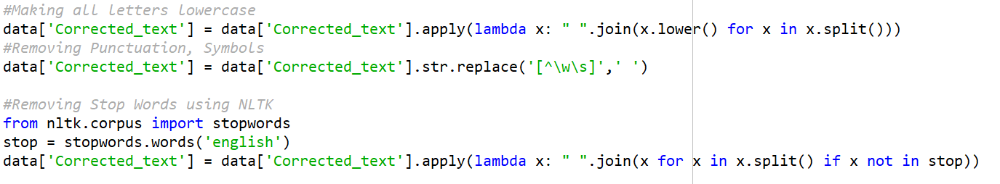 #Making all letters lowercase
data['Corrected_text'] = data['Corrected_text'].apply(lambda x: " ".join(x.lower() for x in x.split()))
#Removing Punctuation, Symbols
data['Corrected_text'] = data['Corrected_text'].str.replace('[^\w\s]',' ')
#Removing Stop Words using NLTK
from nltk.corpus import stopwords
stop = stopwords.words('english')
data['Corrected_text'] = data['Corrected_text'].apply(lambda x: " ".join(x for x in x.split() if x not in stop))